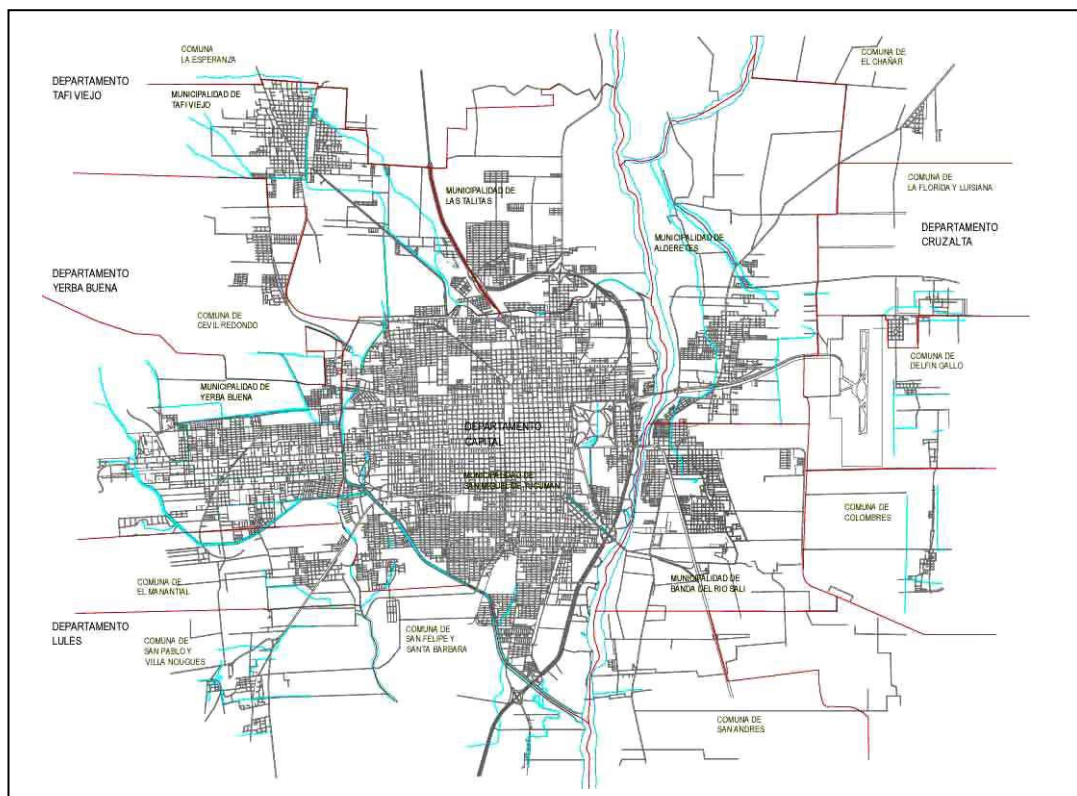 COMUNA
LA ESPERANZA
COMUNA DE
EL CHAÑAR
DEPARTAMENTO
TAFI VIEJO
MUNICIPALIDAD DE
TAFI VIEJO
MUNICIPALIDAD DE
LAS TALITAS
COMUNA DE
LA FLORIDA Y LUISIANA
DEPARTAMENTO
CRUZ ALTA
MUNICIPALIDAD DE
ALDERETES
DEPARTAMENTO
YERBA BUENA
COMUNA DE
CEVIL REDONDO
COMUNA DE
DELFIN GALLO
MUNICIPALIDAD DE
YERBA BUENA
DEPARTAMENTO
CAPITAL
MUNICIPALIDAD DE
SAN MIGUEL DE TUCUMAN
COMUNA DE
COLOMBRES
COMUNA DE
EL MANANTIAL
MUNICIPALIDAD DE
BANDA DEL RIO SALI
DEPARTAMENTO
LULES
COMUNA DE
SAN PABLO Y
VILLA NOUGUES
COMUNA DE
SAN FELIPE Y
SANTA BARBARA
COMUNA DE
SAN ANDRES